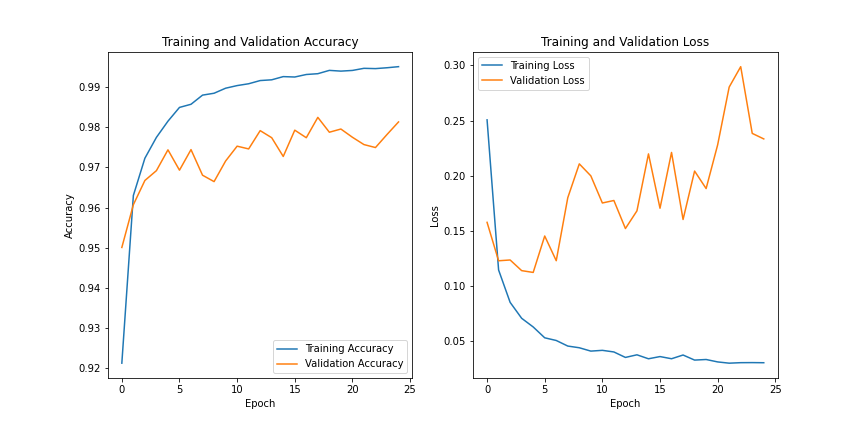 Training and Validation Accuracy
0.99
0.98
0.97
0.96
0.95
0.94
0.93
0.92
Accuracy
0
5
10
15
20
25
Epoch
Training Accuracy
Validation Accuracy
Training and Validation Loss
0.30
0.25
0.20
0.15
0.10
0.05
Loss
0
5
10
15
20
25
Epoch
Training Loss
Validation Loss